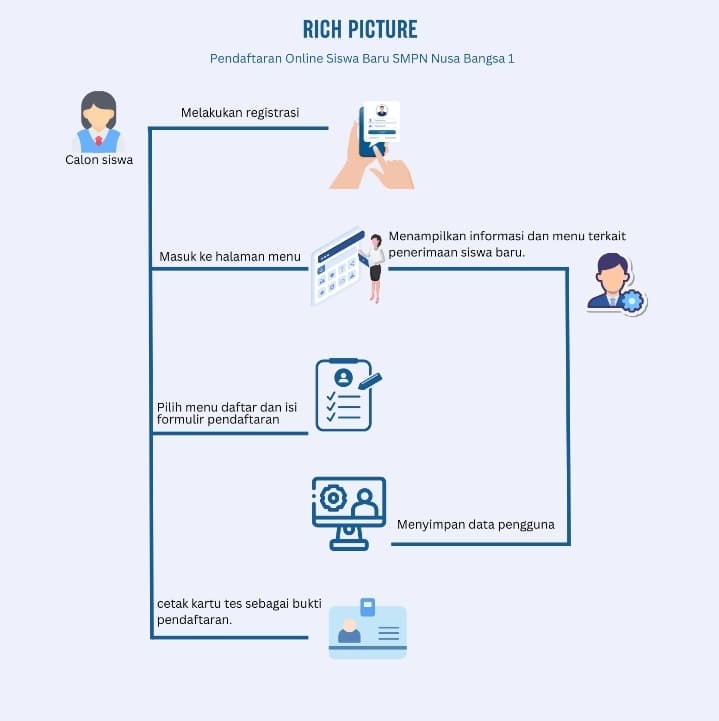 RICH PICTURE
Pendaftaran Online Siswa Baru SMPN Nusa Bangsa 1
Melakukan registrasi
Calon siswa
Masuk ke halaman menu
Menampilkan informasi dan menu terkait
penerimaan siswa baru.
Pilih menu daftar dan isi
formulir pendaftaran
Menyimpan data pengguna
cetak kartu tes sebagai bukti
pendaftaran.